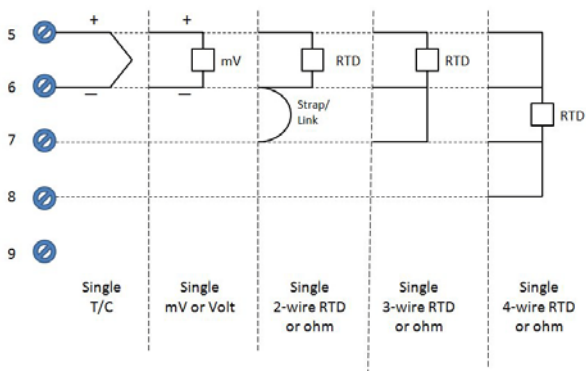 5
+
+
mV
RTD
RTD
6
—
—
Strap/
Link
RTD
7
8
9
Single
T/C
Single
mV or Volt
Single
2-wire RTD
or ohm
Single
3-wire RTD
or ohm
Single
4-wire RTD
or ohm